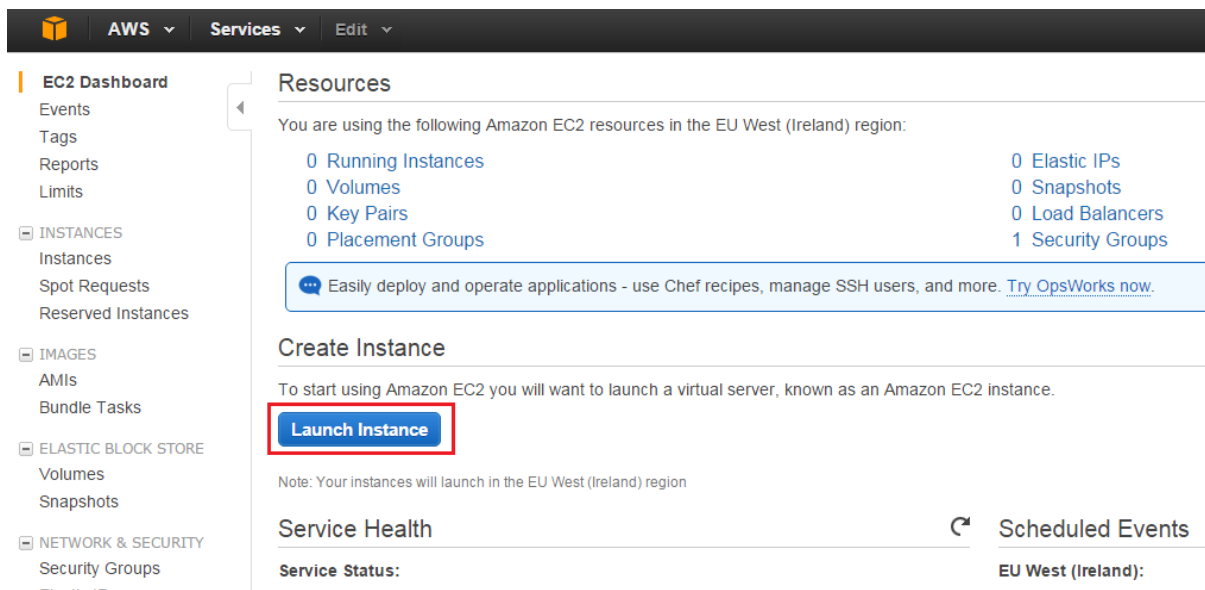 AWS Services Edit
EC2 Dashboard
Events
Tags
Reports
Limits
INSTANCES
Instances
Spot Requests
Reserved Instances
IMAGES
AMIs
Bundle Tasks
ELASTIC BLOCK STORE
Volumes
Snapshots
NETWORK & SECURITY
Security Groups
Resources
You are using the following Amazon EC2 resources in the EU West (Ireland) region:
0 Running Instances
0 Volumes
0 Key Pairs
0 Placement Groups
0 Elastic IPs
0 Snapshots
0 Load Balancers
1 Security Groups
Easily deploy and operate applications - use Chef recipes, manage SSH users, and more. Try OpsWorks now.
Create Instance
To start using Amazon EC2 you will want to launch a virtual server, known as an Amazon EC2 instance.
Launch Instance
Note: Your instances will launch in the EU West (Ireland) region
Service Health
Service Status:
Scheduled Events
EU West (Ireland):